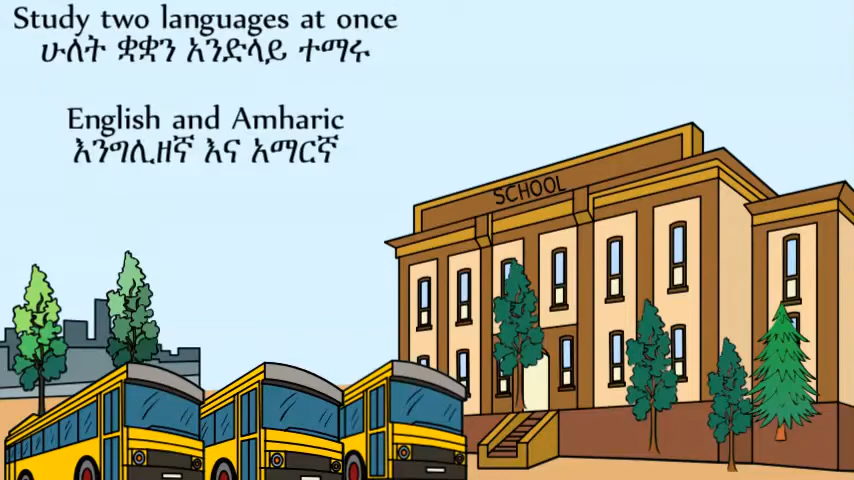 Study two languages at once
ሁለት ቋቋን አንድላይ ተማሩ
English and Amharic
እንግሊዘኛ እና አማርኛ
SCHOOL